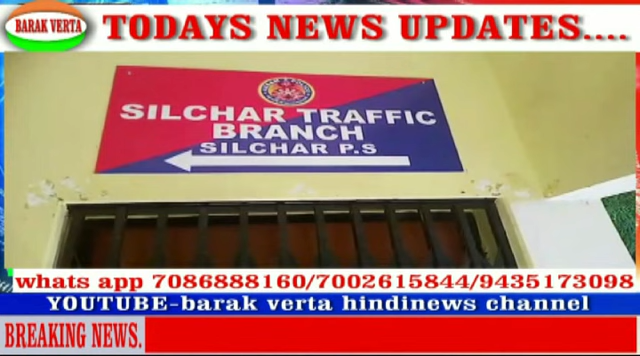 BARAK VERTA
TODAYS NEWS UPDATES....
SILCHAR TRAFFIC
BRANCH
SILCHAR P.S
whats app 7086888160/7002615844/9435173098
YOUTUBE-barak verta hindinews channel
BREAKING NEWS.